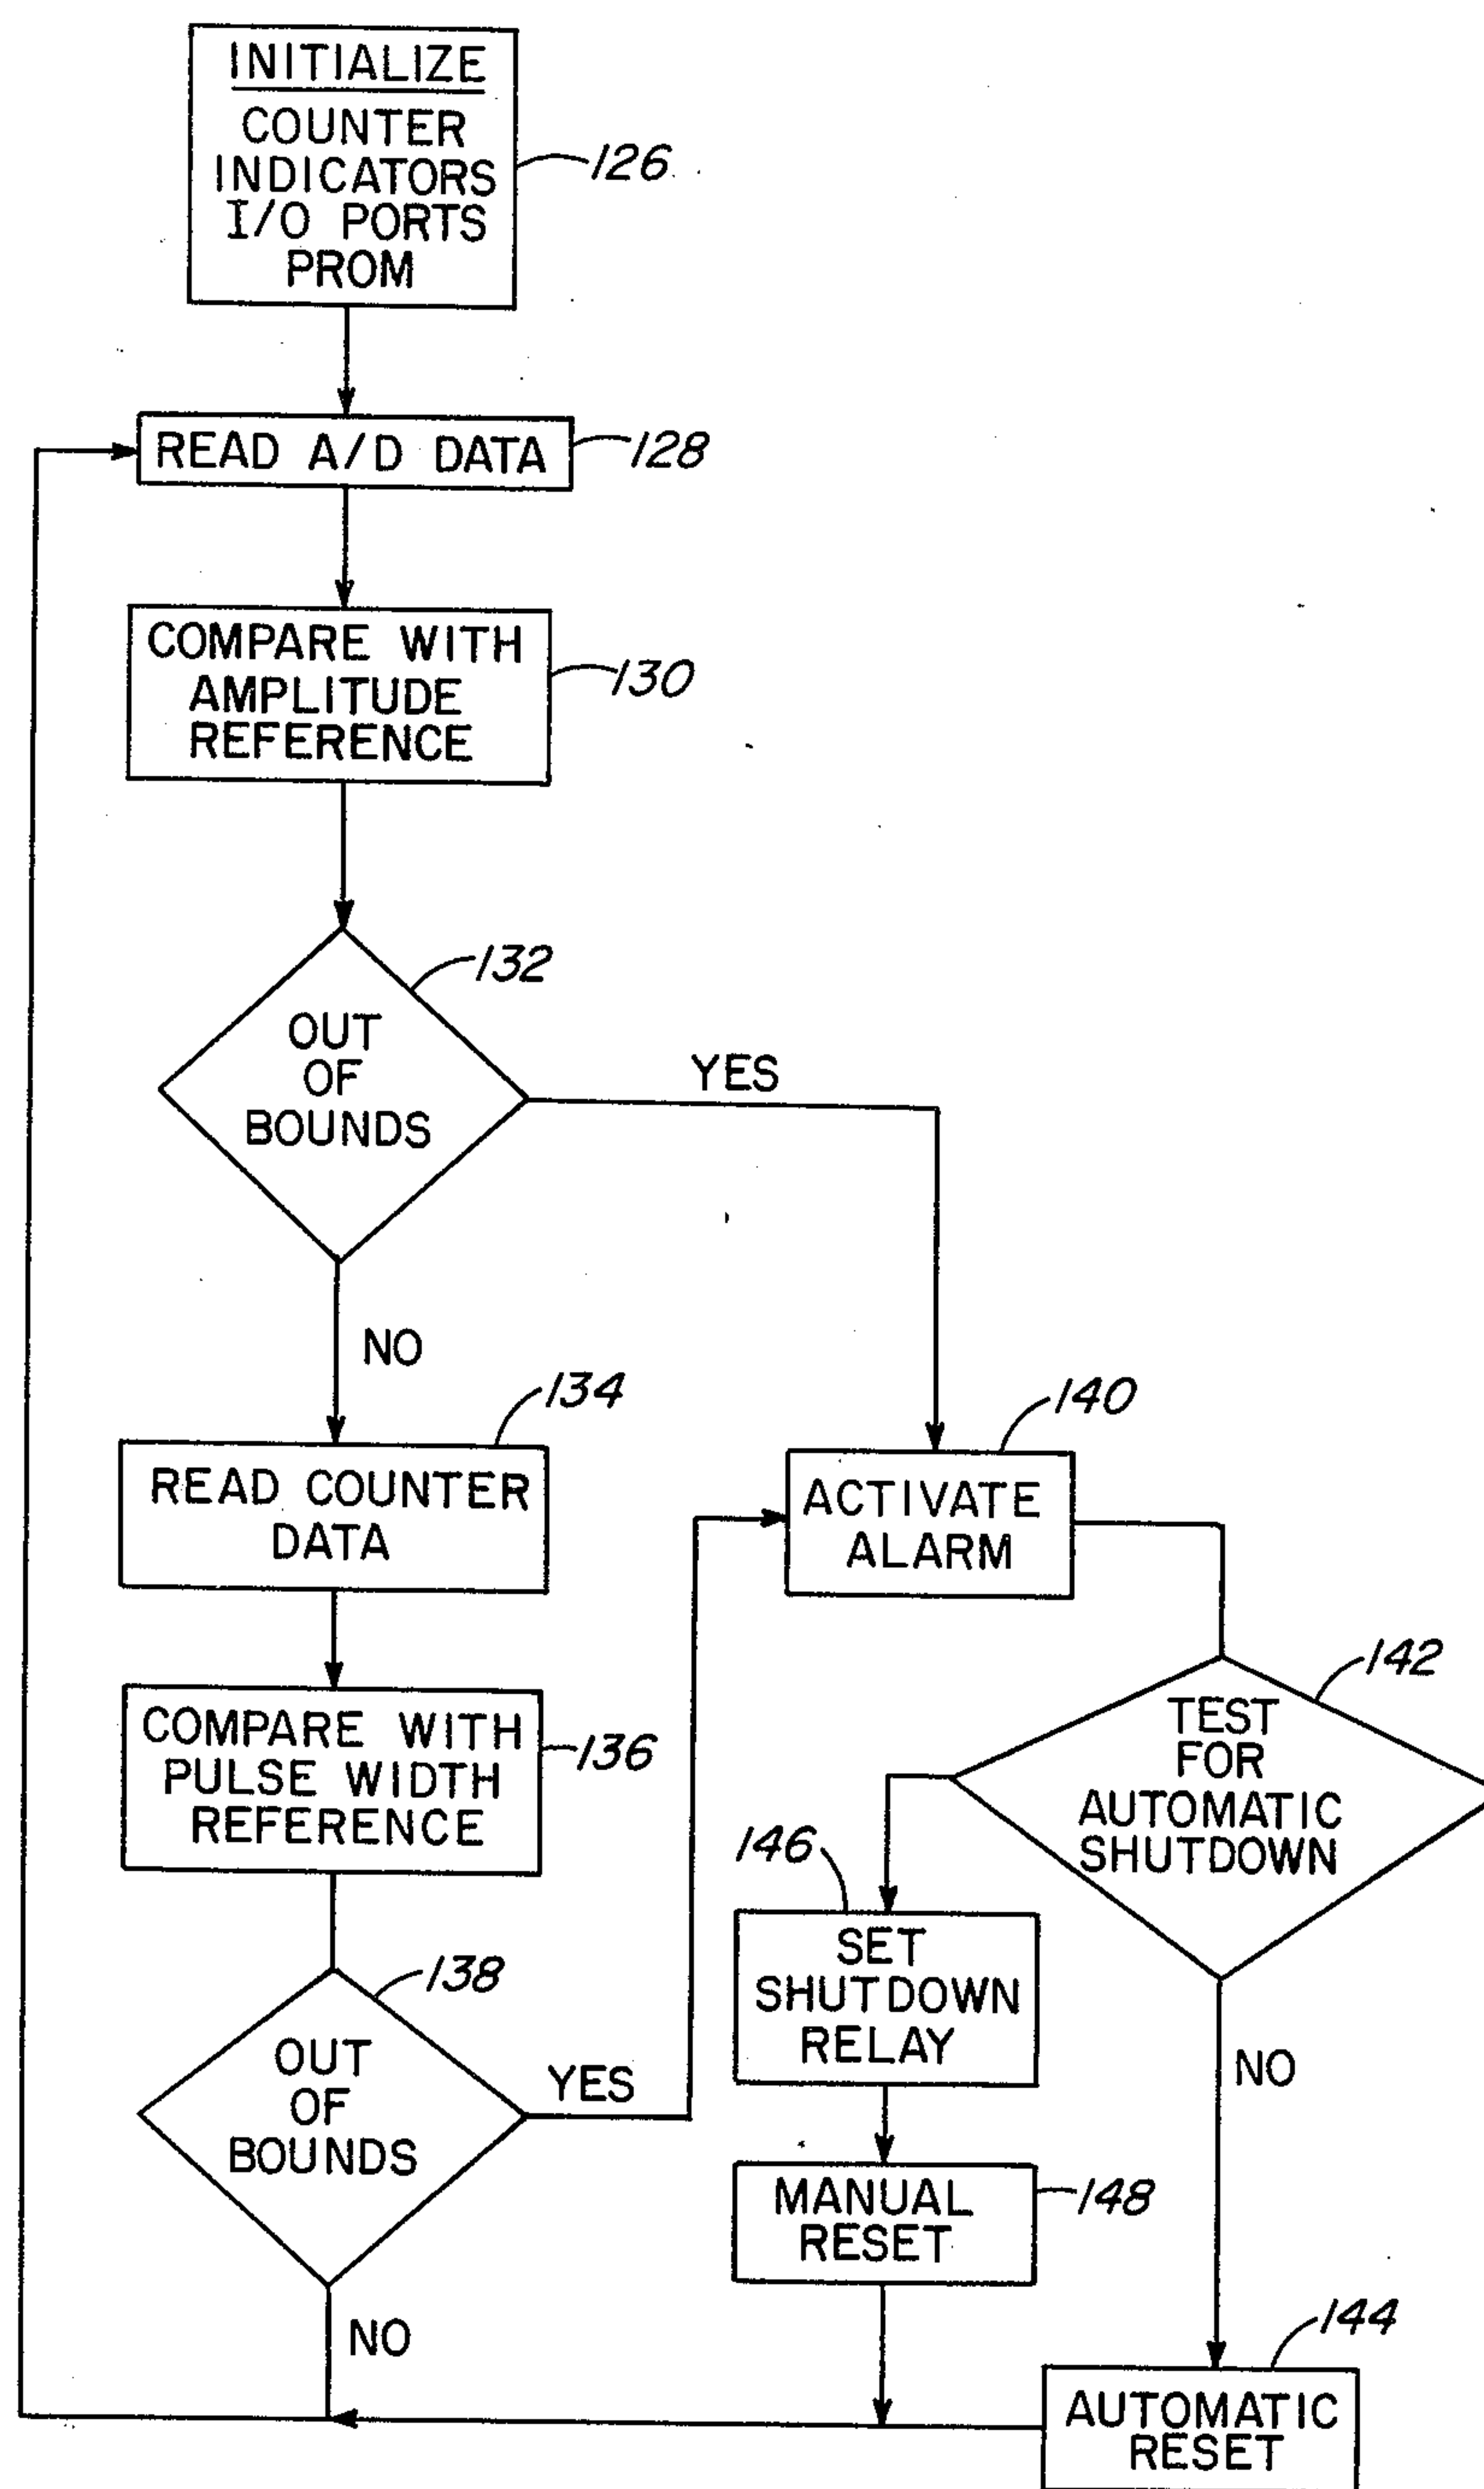 INITIALIZE
COUNTER
INDICATORS
I/O PORTS
PROM
126
READ A/D DATA
128
COMPARE WITH
AMPLITUDE
REFERENCE
130
132
OUT
OF
BOUNDS
YES
NO
134
READ COUNTER
DATA
140
ACTIVATE
ALARM
COMPARE WITH
PULSE WIDTH
REFERENCE
136
142
TEST
FOR
AUTOMATIC
SHUTDOWN
146
SET
SHUTDOWN
RELAY
138
OUT
OF
BOUNDS
YES
NO
NO
MANUAL
RESET
148
144
AUTOMATIC
RESET